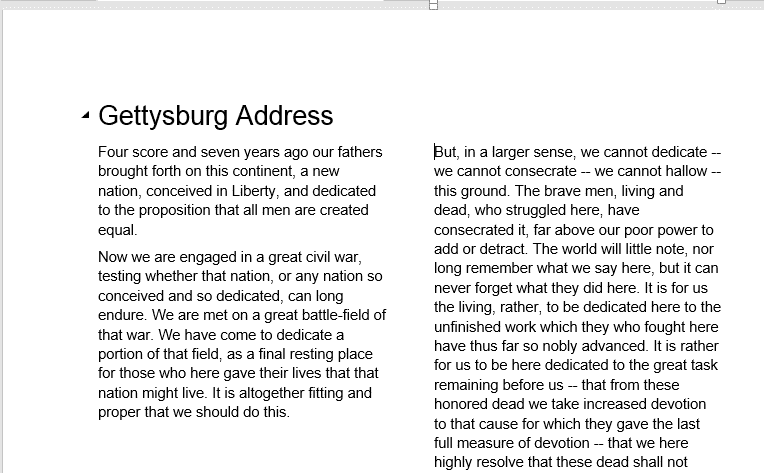 Gettysburg Address
Four score and seven years ago our fathers
brought forth on this continent, a new
nation, conceived in Liberty, and dedicated
to the proposition that all men are created
equal.
Now we are engaged in a great civil war,
testing whether that nation, or any nation so
conceived and so dedicated, can long
endure. We are met on a great battle-field of
that war. We have come to dedicate a
portion of that field, as a final resting place
for those who here gave their lives that that
nation might live. It is altogether fitting and
proper that we should do this.
But, in a larger sense, we cannot dedicate --
we cannot consecrate -- we cannot hallow --
this ground. The brave men, living and
dead, who struggled here, have
consecrated it, far above our poor power to
add or detract. The world will little note, nor
long remember what we say here, but it can
never forget what they did here. It is for us
the living, rather, to be dedicated here to the
unfinished work which they who fought here
have thus far so nobly advanced. It is rather
for us to be here dedicated to the great task
remaining before us -- that from these
honored dead we take increased devotion
to that cause for which they gave the last
full measure of devotion -- that we here
highly resolve that these dead shall not